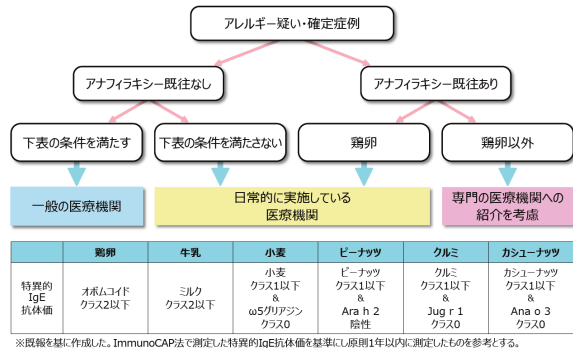 アレルギー疑い・確定症例
アナフィラキシー既往なし
アナフィラキシー既往あり
下表の条件を満たす
下表の条件を満たさない
鶏卵
鶏卵以外
一般の医療機関
日常的に実施している
医療機関
専門の医療機関への
紹介を考慮
鶏卵 牛乳 小麦 ピーナッツ クルミ カシューナッツ
特異的
IgE
抗体価
オボムコイド
クラス2以下
ミルク
クラス2以下
小麦
クラス1以下
&
ω5グリアジン
クラス0
ピーナッツ
クラス1以下
&
Ara h 2
陰性
クルミ
クラス1以下
&
Jug r 1
クラス0
カシューナッツ
クラス1以下
&
Ana o 3
クラス0
※既報を基に作成した。ImmunoCAP法で測定した特異的IgE抗体価を基準にし原則1年以内に測定したものを参考とする。